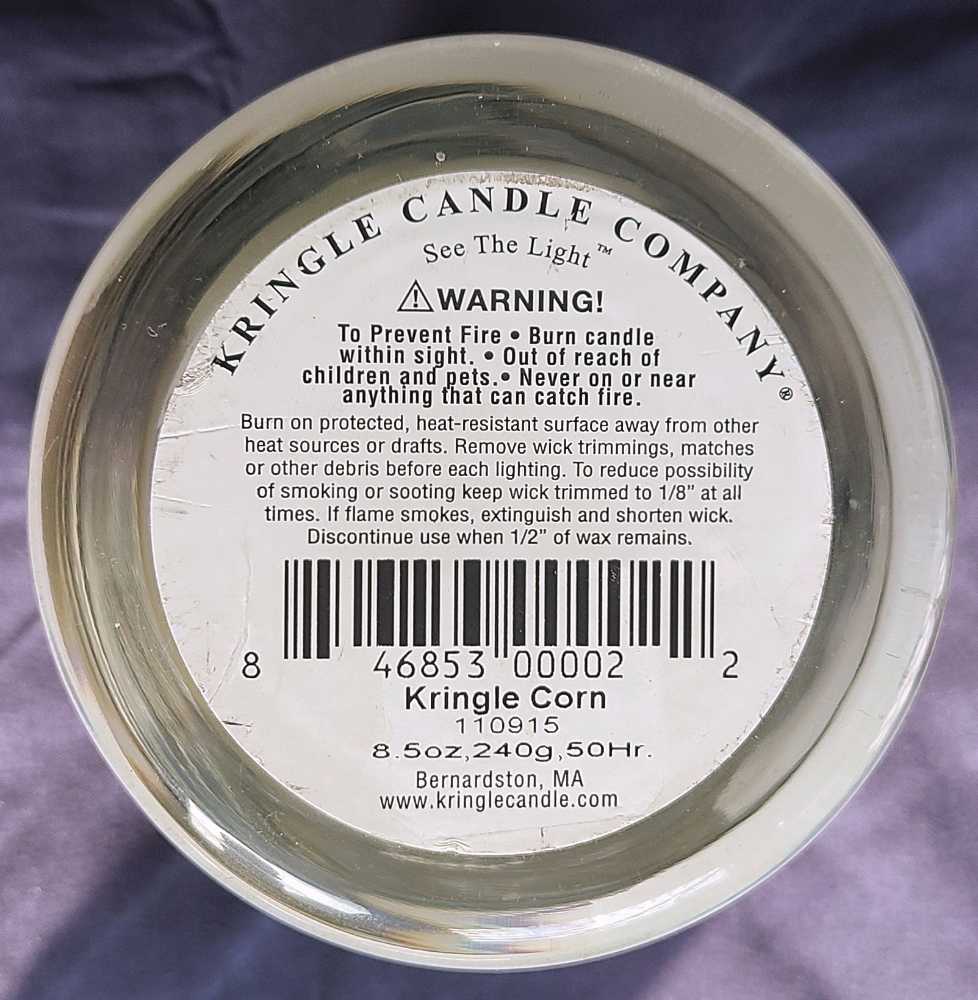 KRINGLE CANDLE COMPANY®
See The Light™
WARNING!
To Prevent Fire • Burn candle
within sight. • Out of reach of
children and pets.• Never on or near
anything that can catch fire.
Burn on protected, heat-resistant surface away from other
heat sources or drafts. Remove wick trimmings, matches
or other debris before each lighting. To reduce possibility
of smoking or sooting keep wick trimmed to 1/8” at all
times. If flame smokes, extinguish and shorten wick.
Discontinue use when 1/2” of wax remains.
8 46853 00002 2
Kringle Corn
110915
8.5oz,240g,50Hr.
Bernardston, MA
www.kringlecandle.com